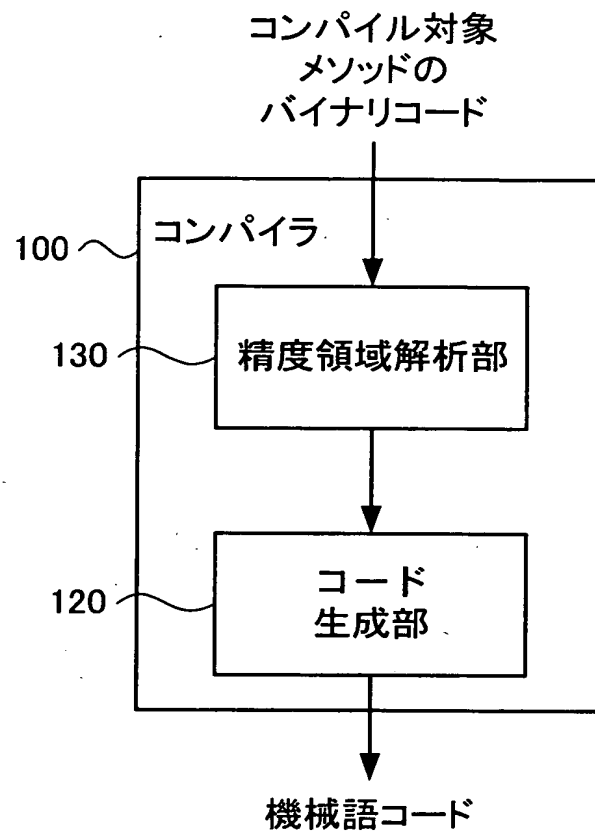 コンパイル対象
メソッドの
バイナリコード
コンパイラ
100
精度領域解析部
130
コード
生成部
120
機械語コード